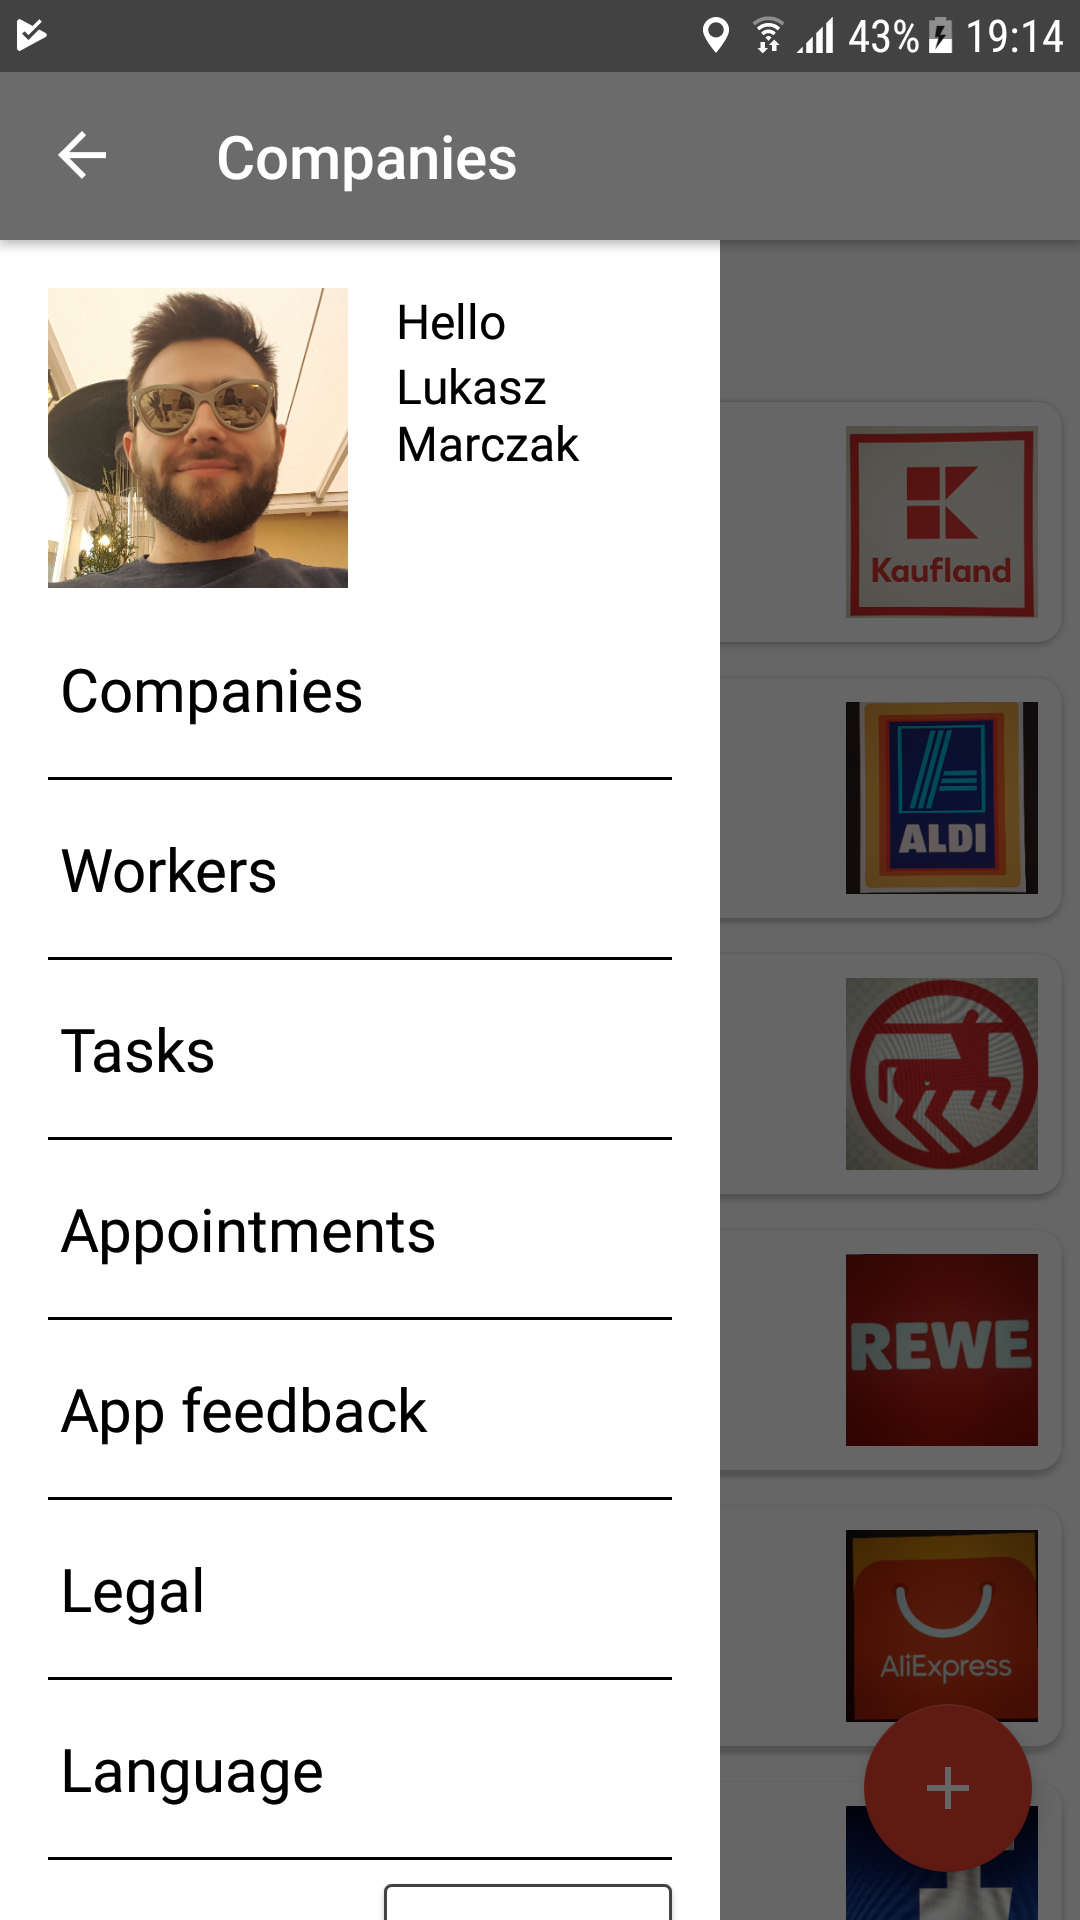 43% 19:14
Companies
Hello
Lukasz
Marczak
Kaufland
Companies
ALDI
Workers
Tasks
Appointments
REWE
App feedback
Legal
AliExpress
Language